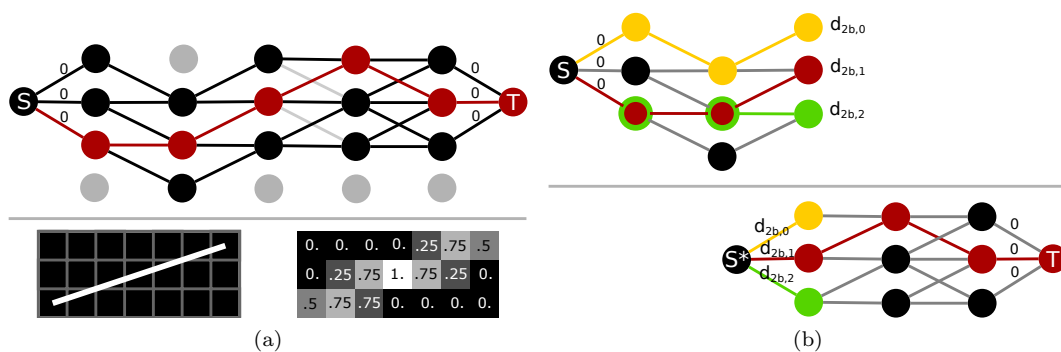 0
0
0
0
0
0
S
T
0. 0. 0. 0. .25 .75 .5
0. .25 .75 1. .75 .25 0.
.5 .75 .75 0. 0. 0. 0.
(a)
d2b,0
0
0
S
d2b,1
0
d2b,2
d2b,0
0
d2b,1
0
S*
T
d2b,2
0
(b)